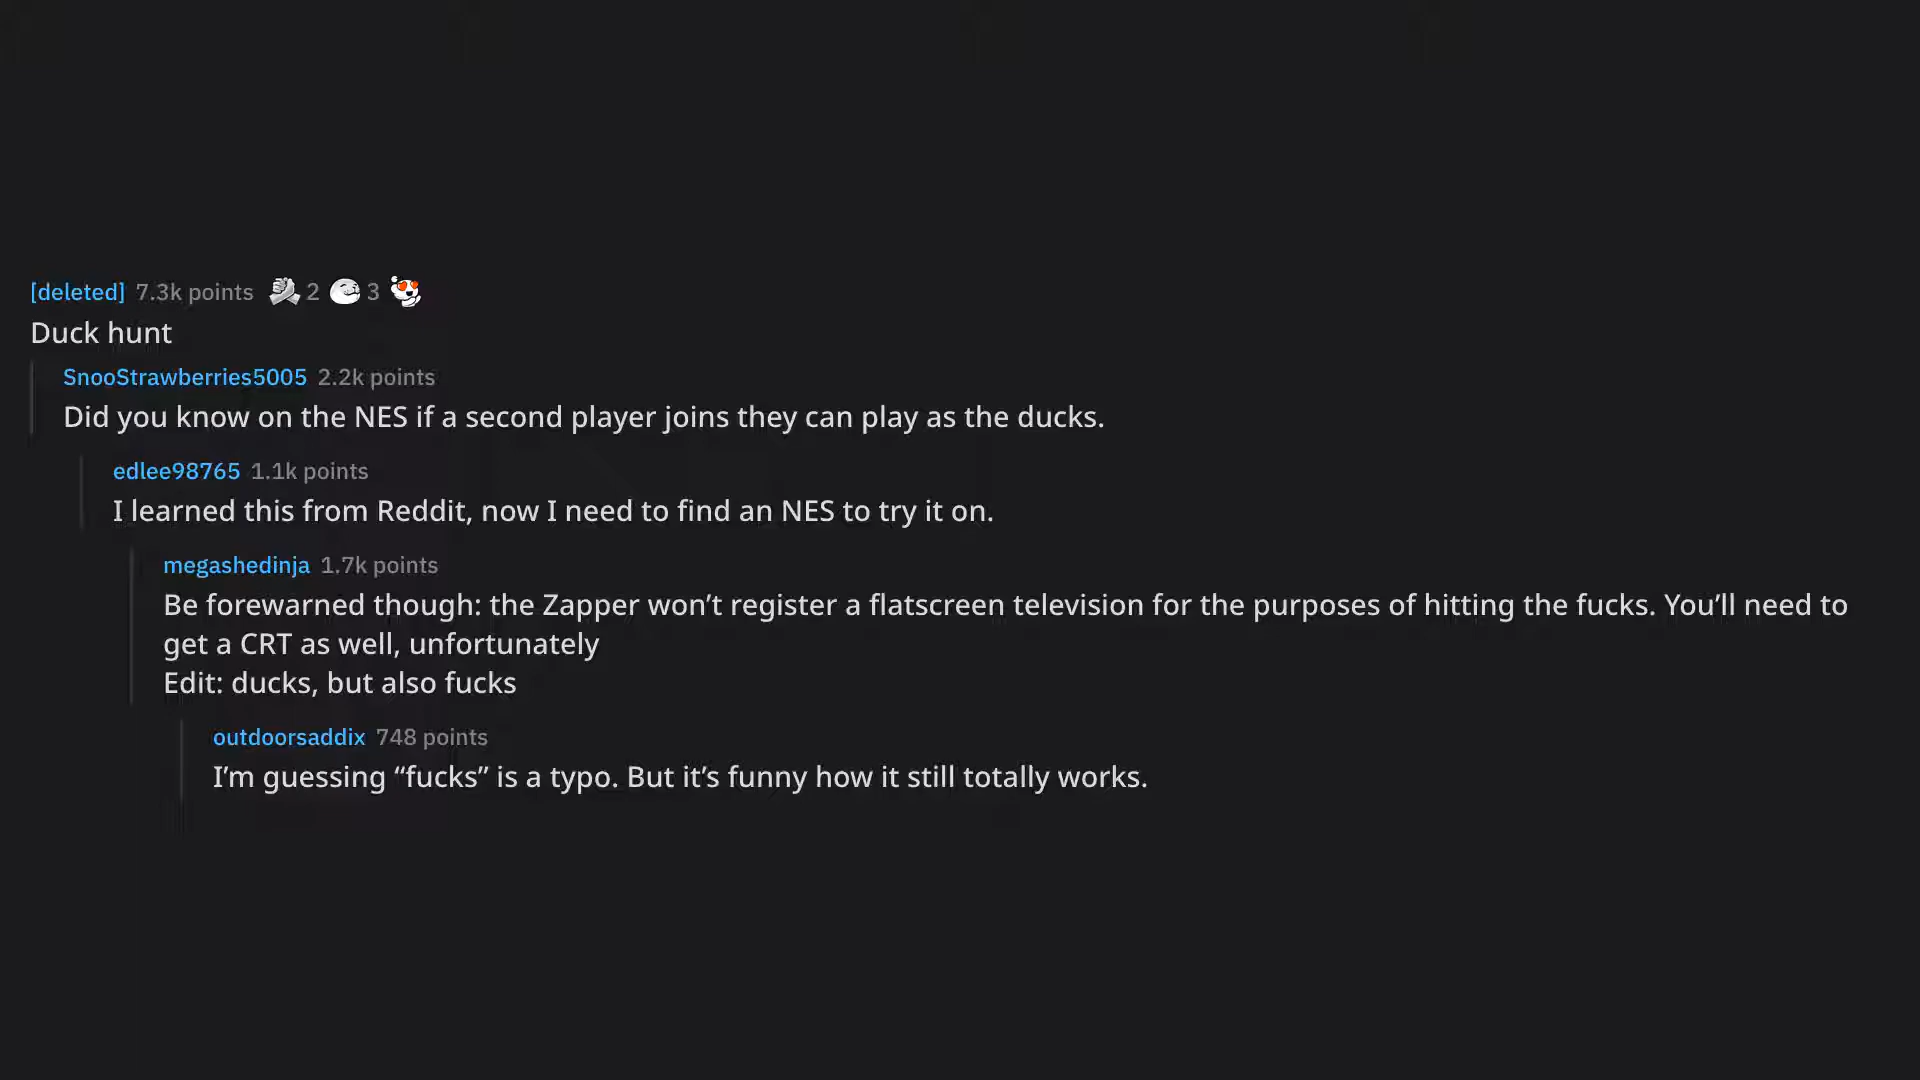 [deleted] 7.3k points 2 3
Duck hunt
SnooStrawberries5005 2.2k points
Did you know on the NES if a second player joins they can play as the ducks.
edlee98765 1.1k points
I learned this from Reddit, now I need to find an NES to try it on.
megashedinja 1.7k points
Be forewarned though: the Zapper won’t register a flatscreen television for the purposes of hitting the fucks. You’ll need to
get a CRT as well, unfortunately
Edit: ducks, but also fucks
outdoorsaddix 748 points
I’m guessing “fucks” is a typo. But it’s funny how it still totally works.